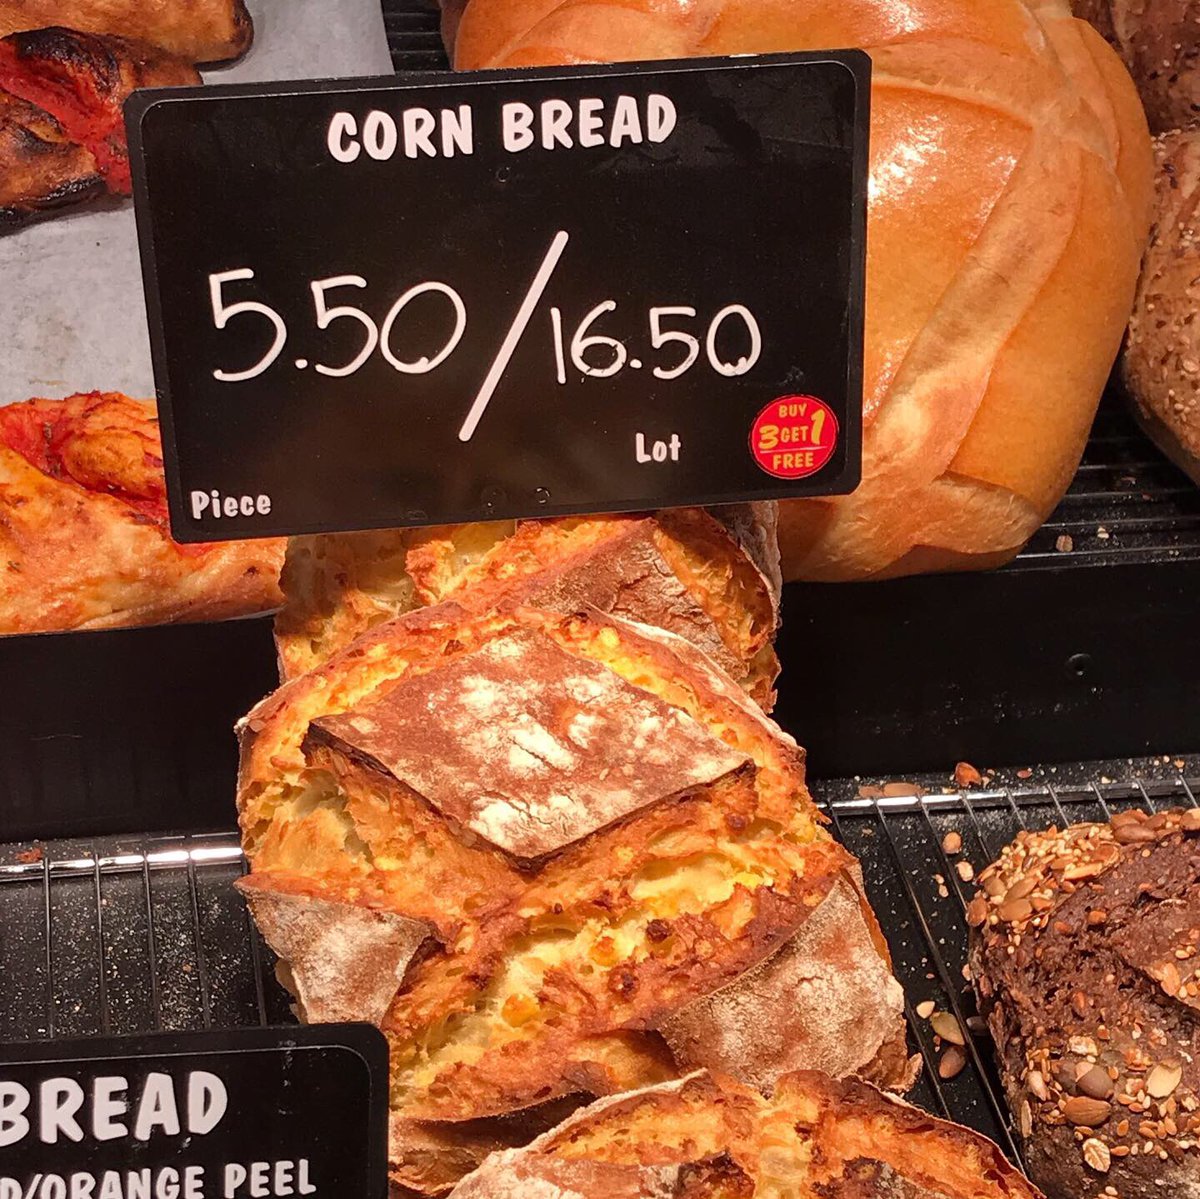 CORN BREAD
5.50/16.50
Lot
BUY
3 GET 1
FREE
Piece
BREAD
D/ORANGE PEEL